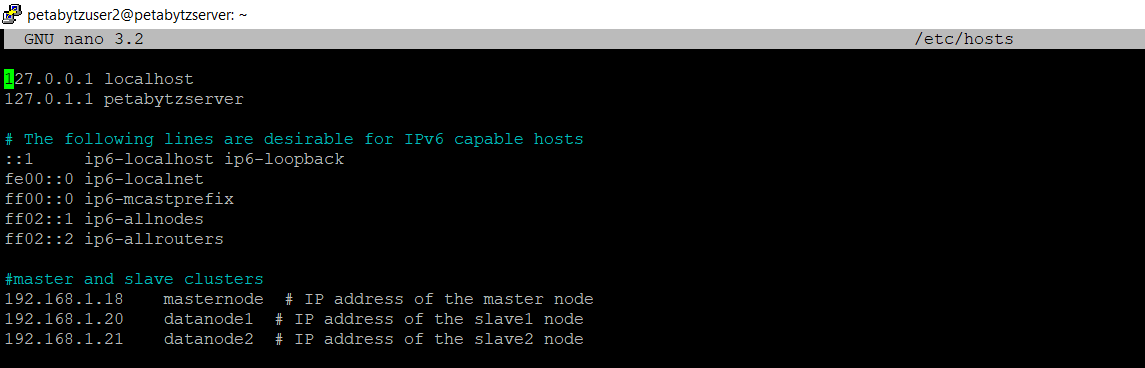 petabytzuser2@petabytzserver: ~
GNU nano 3.2 /etc/hosts
127.0.0.1 localhost
127.0.1.1 petabytzserver
# The following lines are desirable for IPv6 capable hosts
::1     ip6-localhost ip6-loopback
fe00::0 ip6-localnet
ff00::0 ip6-mcastprefix
ff02::1 ip6-allnodes
ff02::2 ip6-allrouters
#master and slave clusters
192.168.1.18    masternode  # IP address of the master node
192.168.1.20    datanode1  # IP address of the slave1 node
192.168.1.21    datanode2  # IP address of the slave2 node